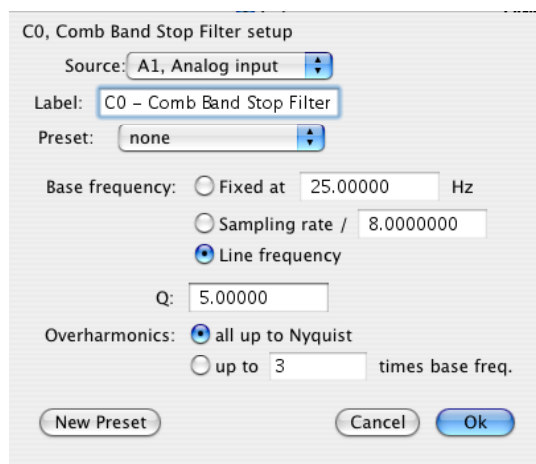 C0, Comb Band Stop Filter setup
Source: A1, Analog input
Label: C0 – Comb Band Stop Filter
Preset: none
Base frequency: Fixed at 25.00000 Hz
Sampling rate / 8.0000000
Line frequency
Q: 5.00000
Overharmonics: all up to Nyquist
up to 3 times base freq.
New Preset Cancel Ok